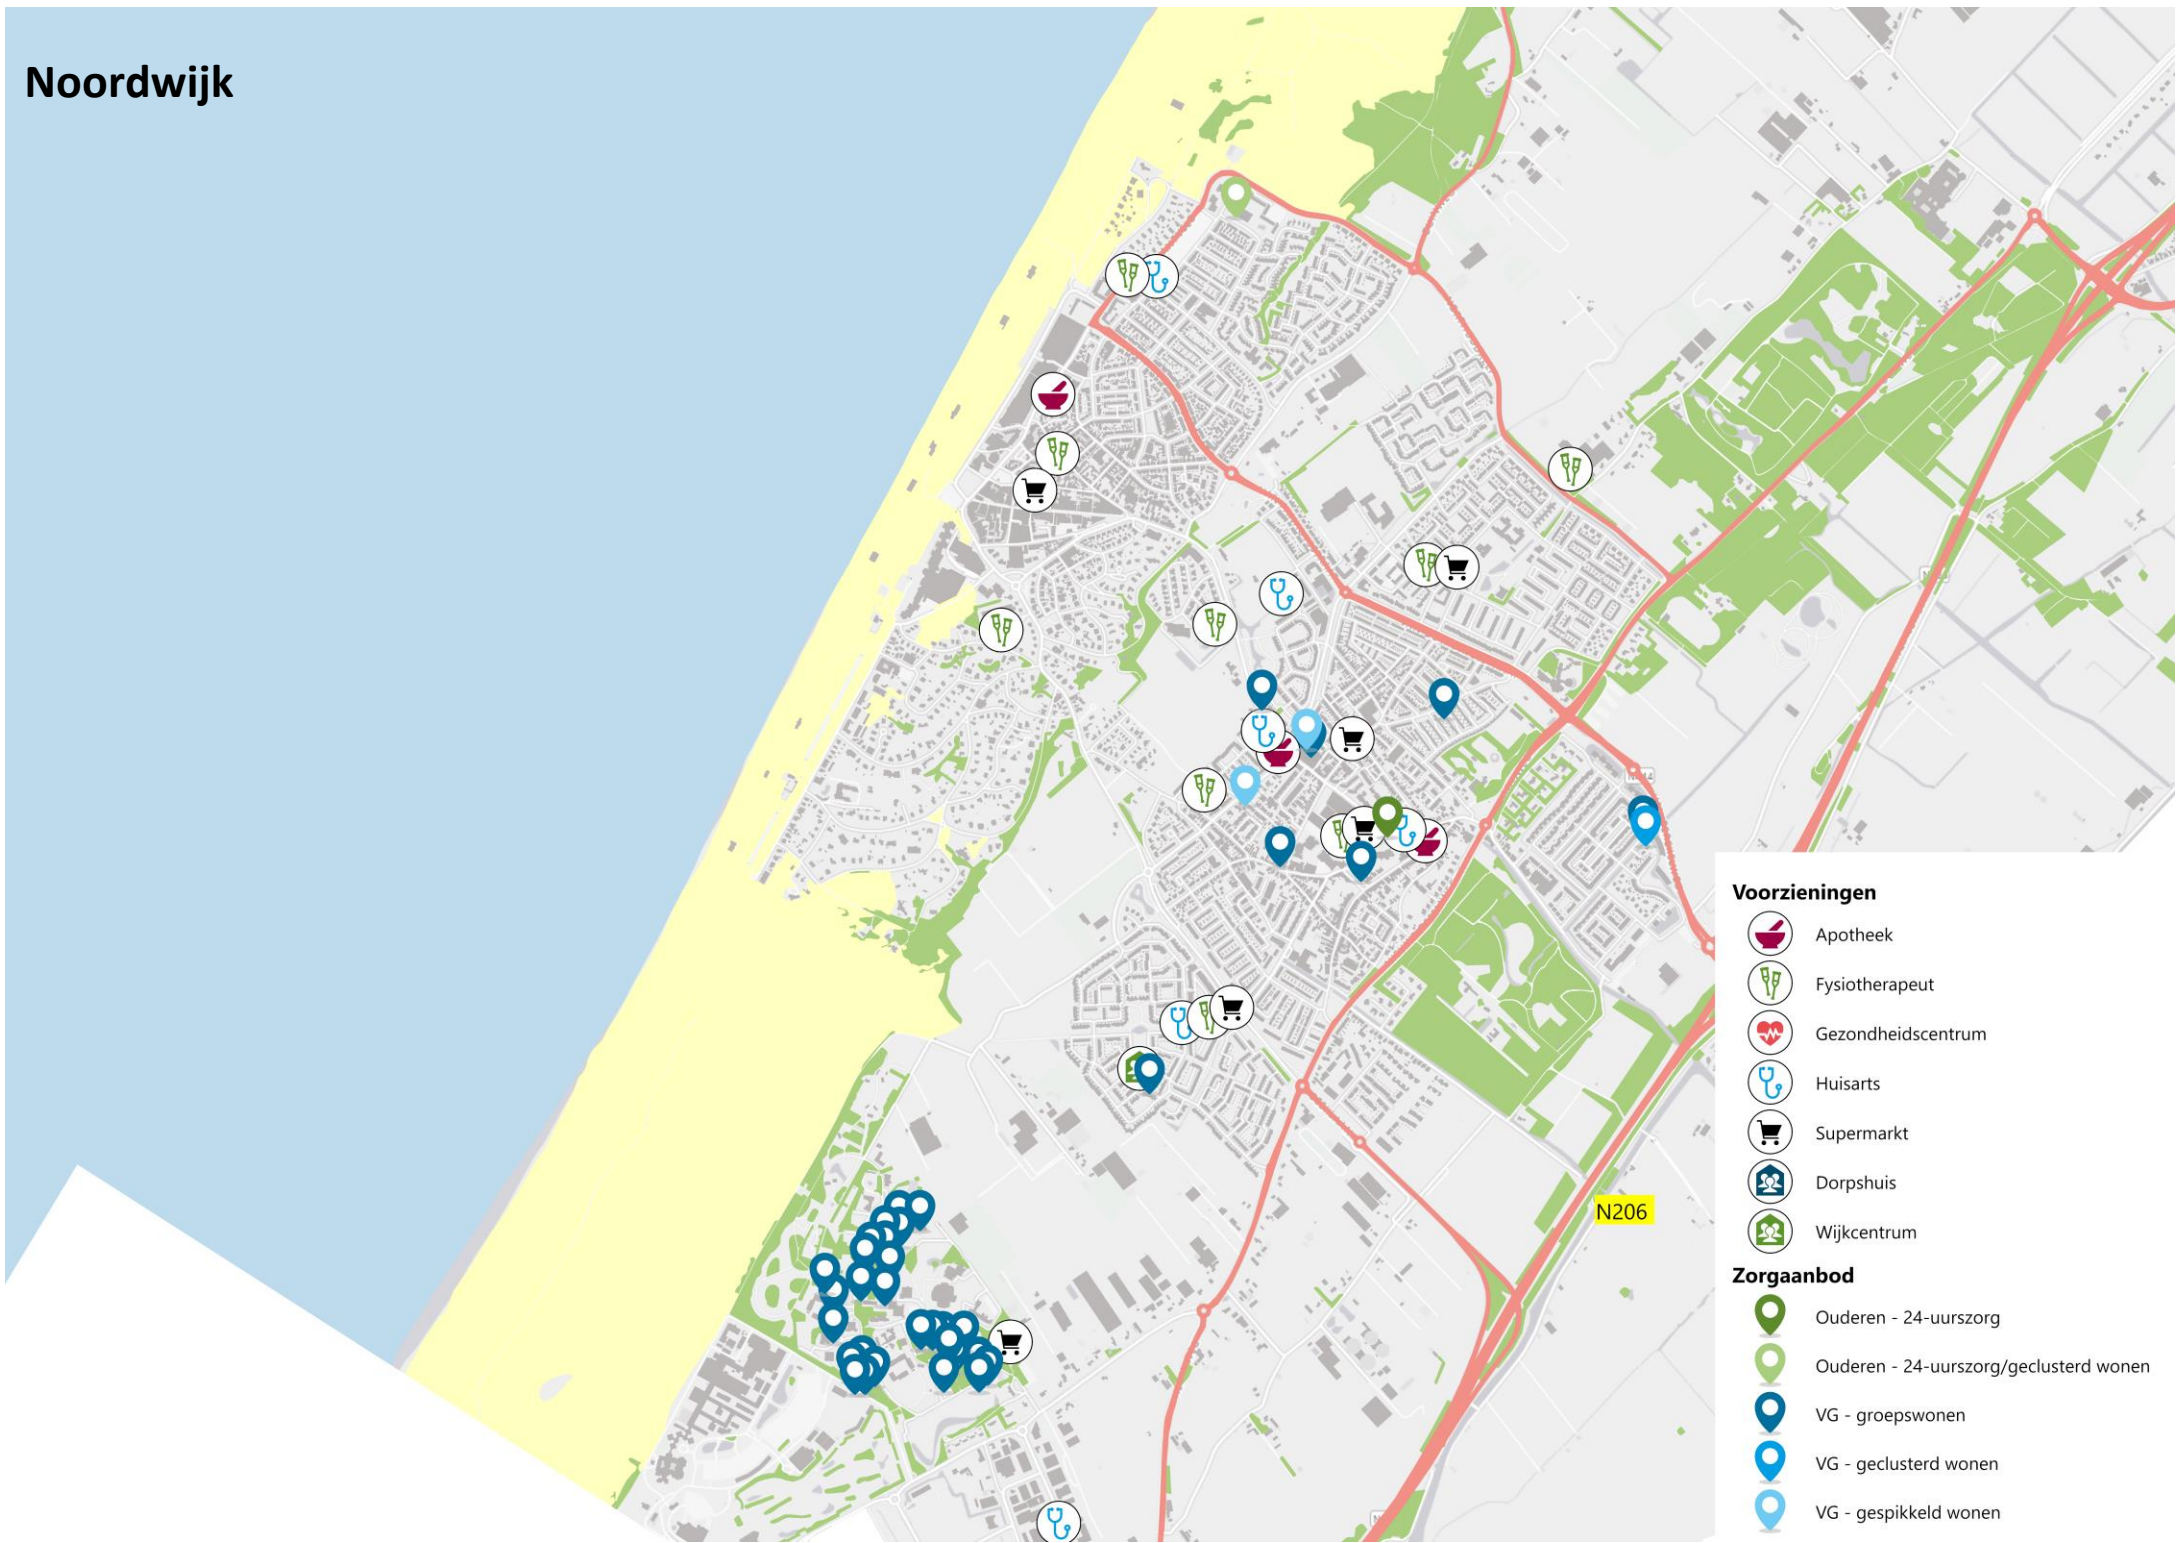 Noordwijk
N206
Voorzieningen
Apotheek
Fysiotherapeut
Gezondheidscentrum
Huisarts
Supermarkt
Dorpshuis
Wijkcentrum
Zorgaanbod
Ouderen - 24-uurszorg
Ouderen - 24-uurszorg/geclusterd wonen
VG - groepswonen
VG - geclusterd wonen
VG - gespikkeld wonen